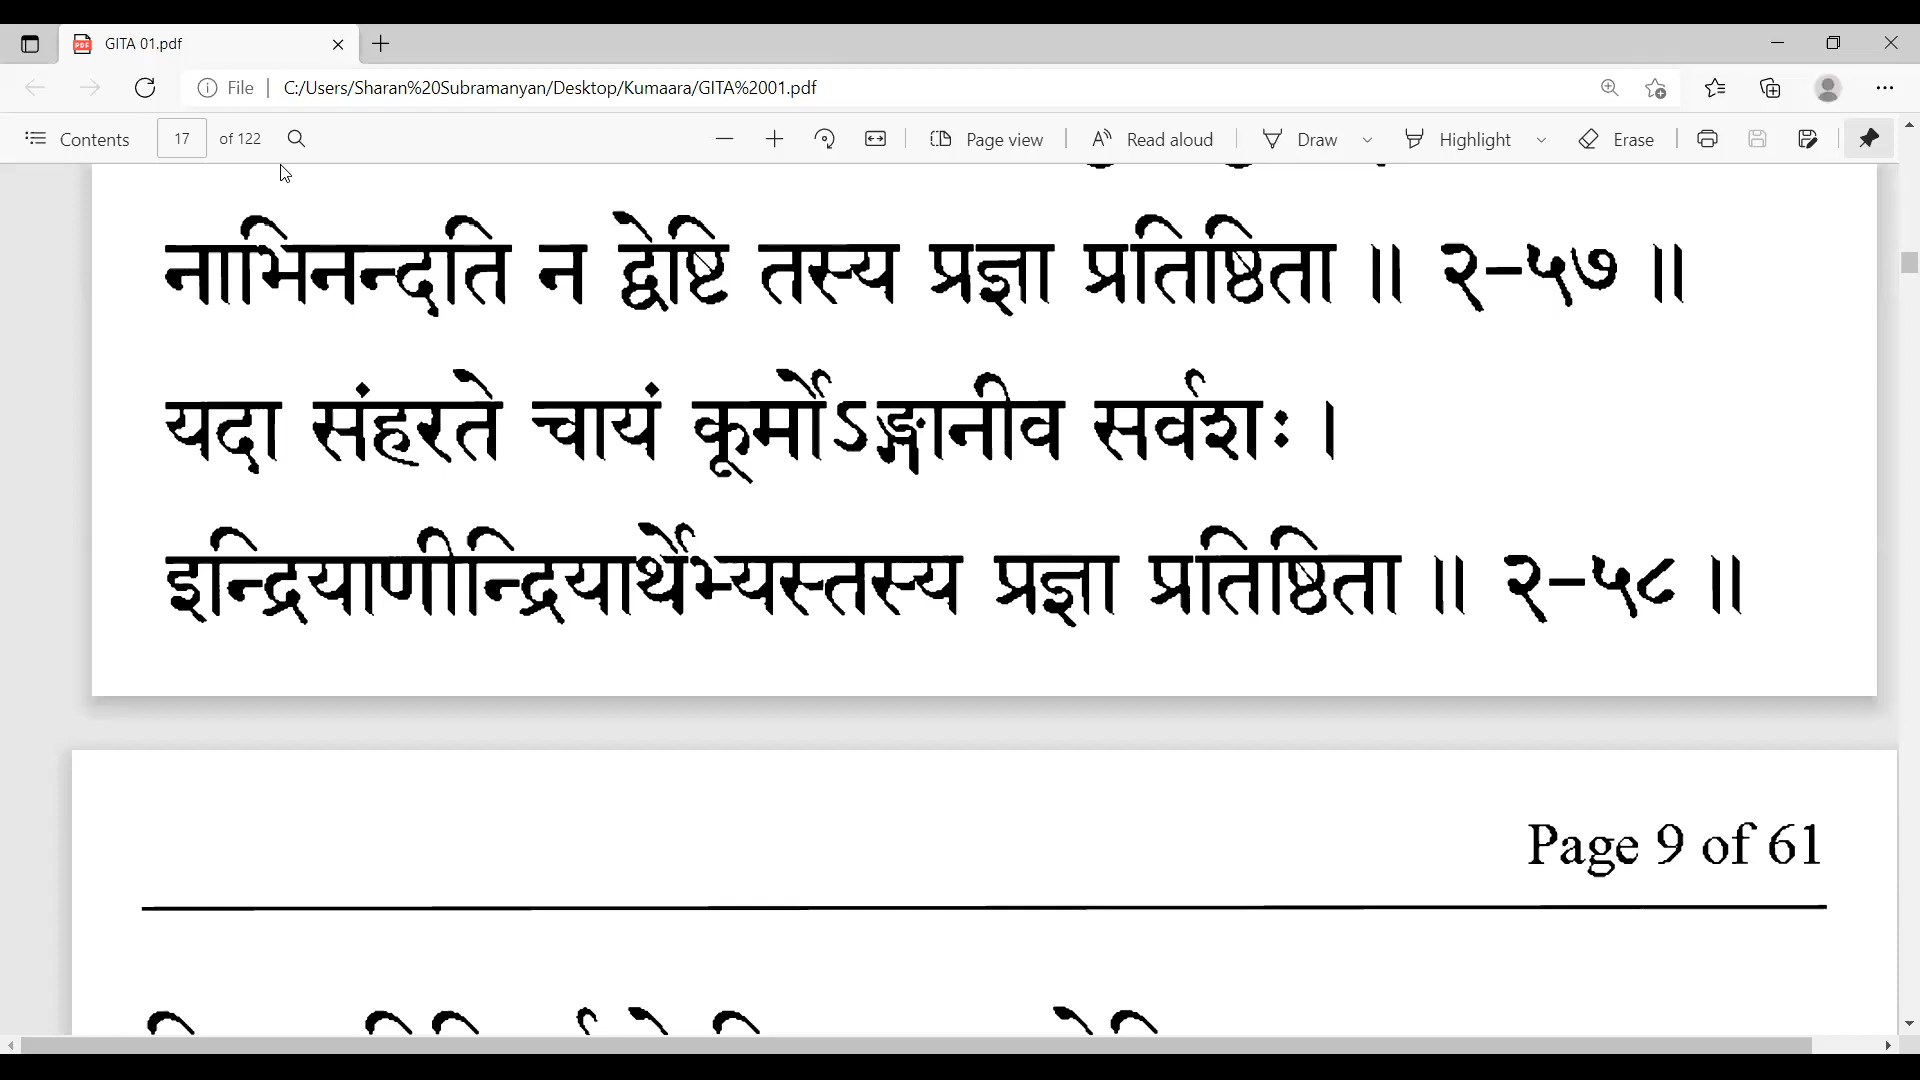 GITA 01.pdf
File | C:/Users/Sharan%20Subramanyan/Desktop/Kumaara/GITA%2001.pdf
Contents 17 of 122 Page view Read aloud Draw Highlight Erase
नाभिनन्दति न द्वेष्टि तस्य प्रज्ञा प्रतिष्ठिता ॥ २-५७ ॥
यदा संहरते चायं कूर्मोऽङ्गानीव सर्वशः ।
इन्द्रियाणीन्द्रियार्थेभ्यस्तस्य प्रज्ञा प्रतिष्ठिता ॥ २-५८ ॥
Page 9 of 61